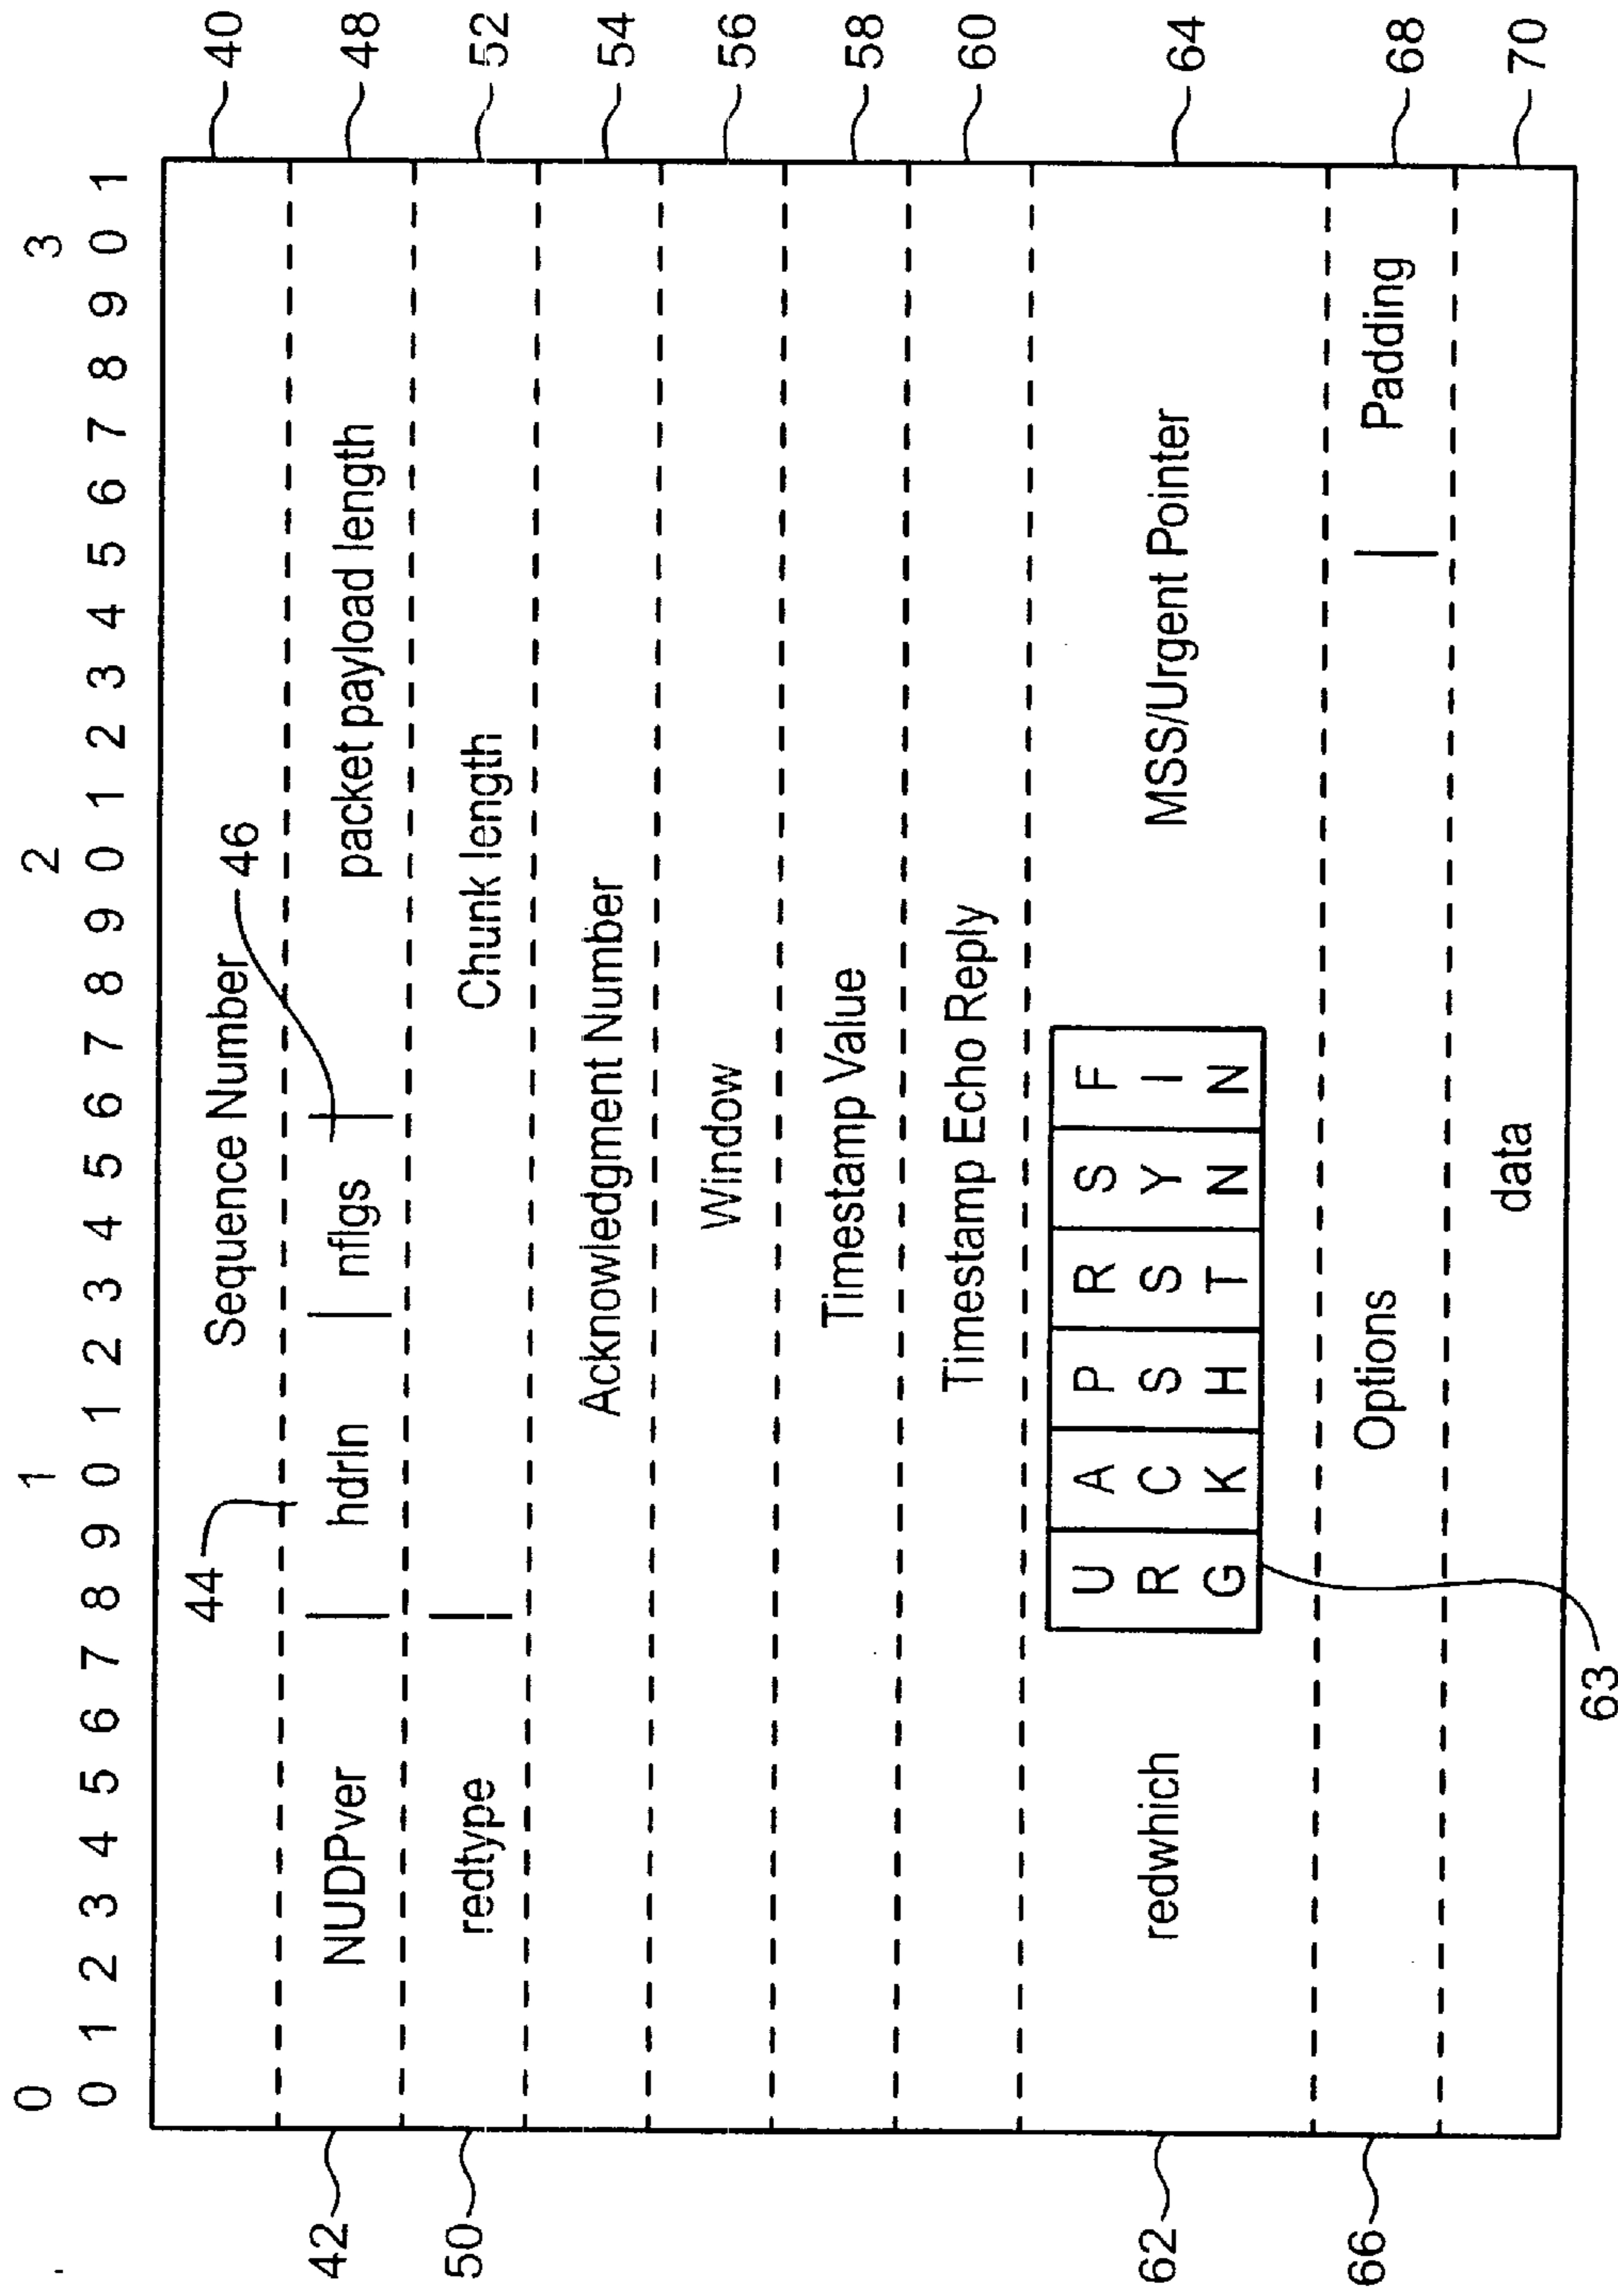 0 1 2 3
0 1 2 3 4 5 6 7 8 9 0 1 2 3 4 5 6 7 8 9 0 1 2 3 4 5 6 7 8 9 0 1
Sequence Number 40
42 NUDPver | 44 hdrln | nflgs | 46 packet payload length 48
50 redtype | Chunk length 52
Acknowledgment Number 54
Window 56
Timestamp Value 58
Timestamp Echo Reply 60
62 redwhich URG ACK PSH RST SYN FIN MSS/Urgent Pointer 64
63
66 Options | Padding 68
data 70